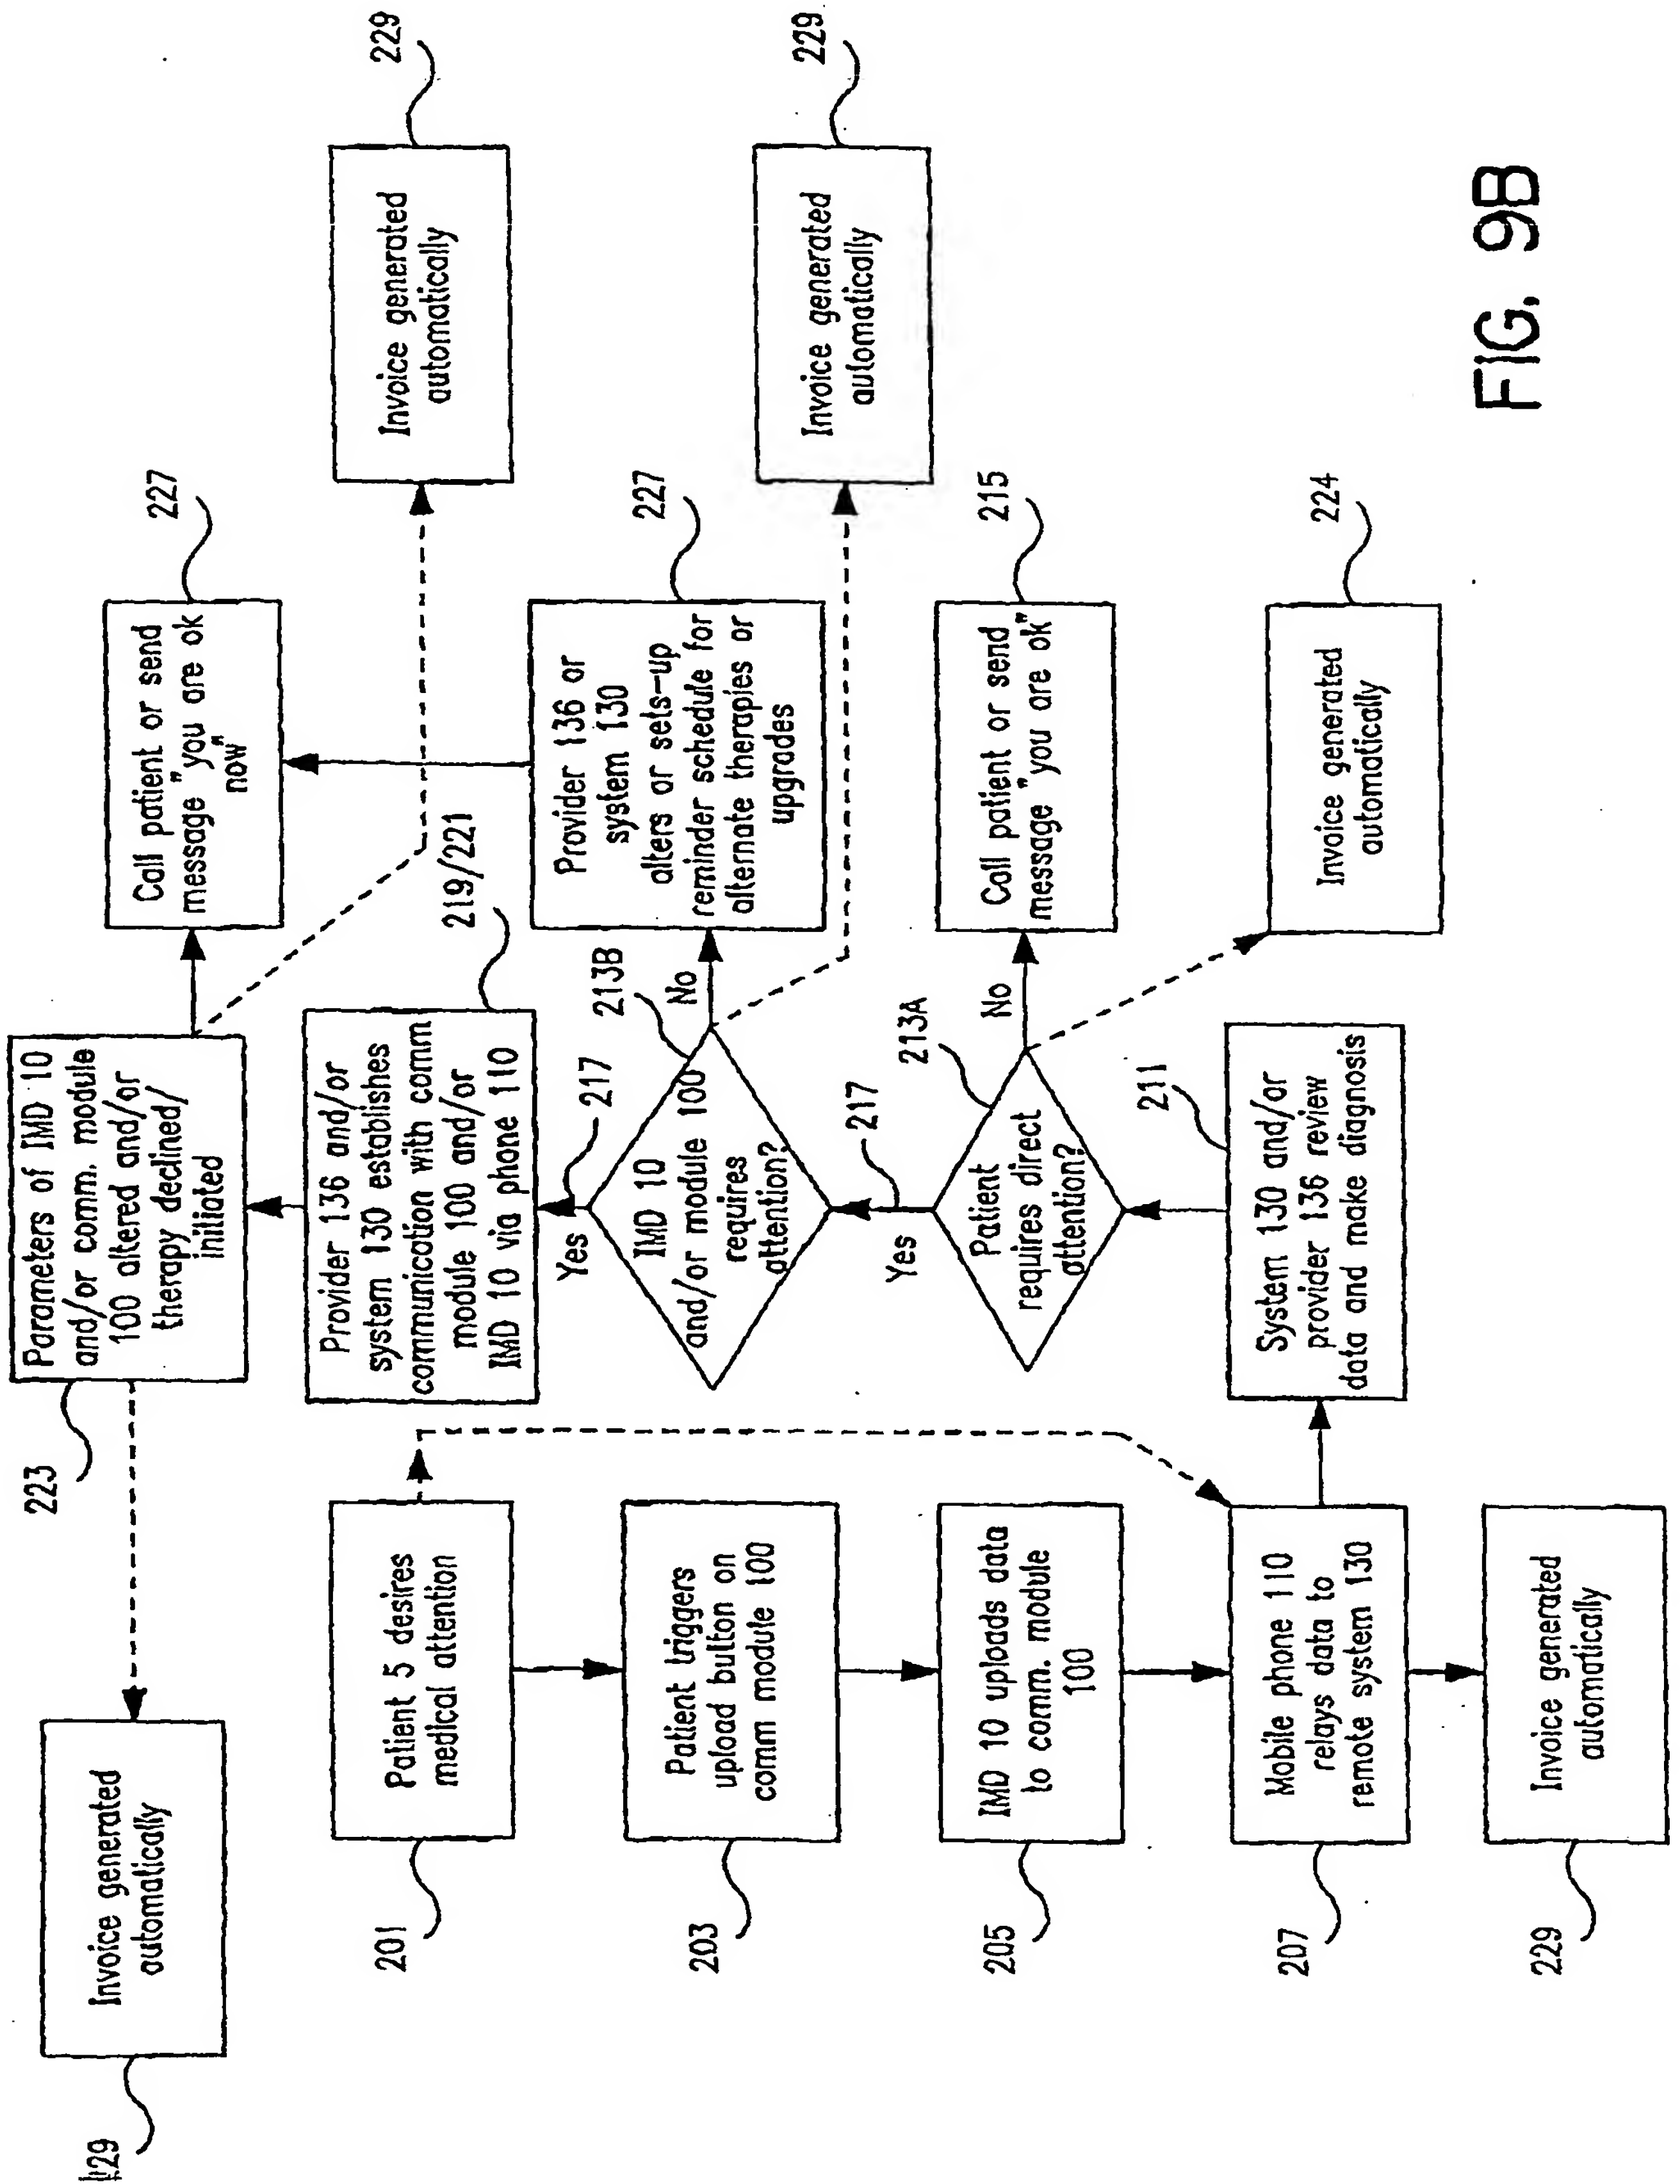 229
Invoice generated
automatically
223
Parameters of IMD 10
and/or comm. module
100 altered and/or
therapy declined/
initiated
Call patient or send
message "you are ok
now"
227
201
Patient 5 desires
medical attention
Provider 136 and/or
system 130 establishes
communication with comm
module 100 and/or
IMD 10 via phone 110
219/221
Invoice generated
automatically
229
Yes
217
203
Patient triggers
upload button on
comm module 100
IMD 10
and/or module 100
requires
attention?
213B
No
Provider 136 or
system 130
alters or sets-up
reminder schedule for
alternate therapies or
upgrades
227
Invoice generated
automatically
229
Yes
217
205
IMD 10 uploads data
to comm. module
100
Patient
requires direct
attention?
213A
No
Call patient or send
message "you are ok"
215
207
Mobile phone 110
relays data to
remote system 130
System 130 and/or
provider 136 review
data and make diagnosis
211
Invoice generated
automatically
224
229
Invoice generated
automatically
FIG. 9B